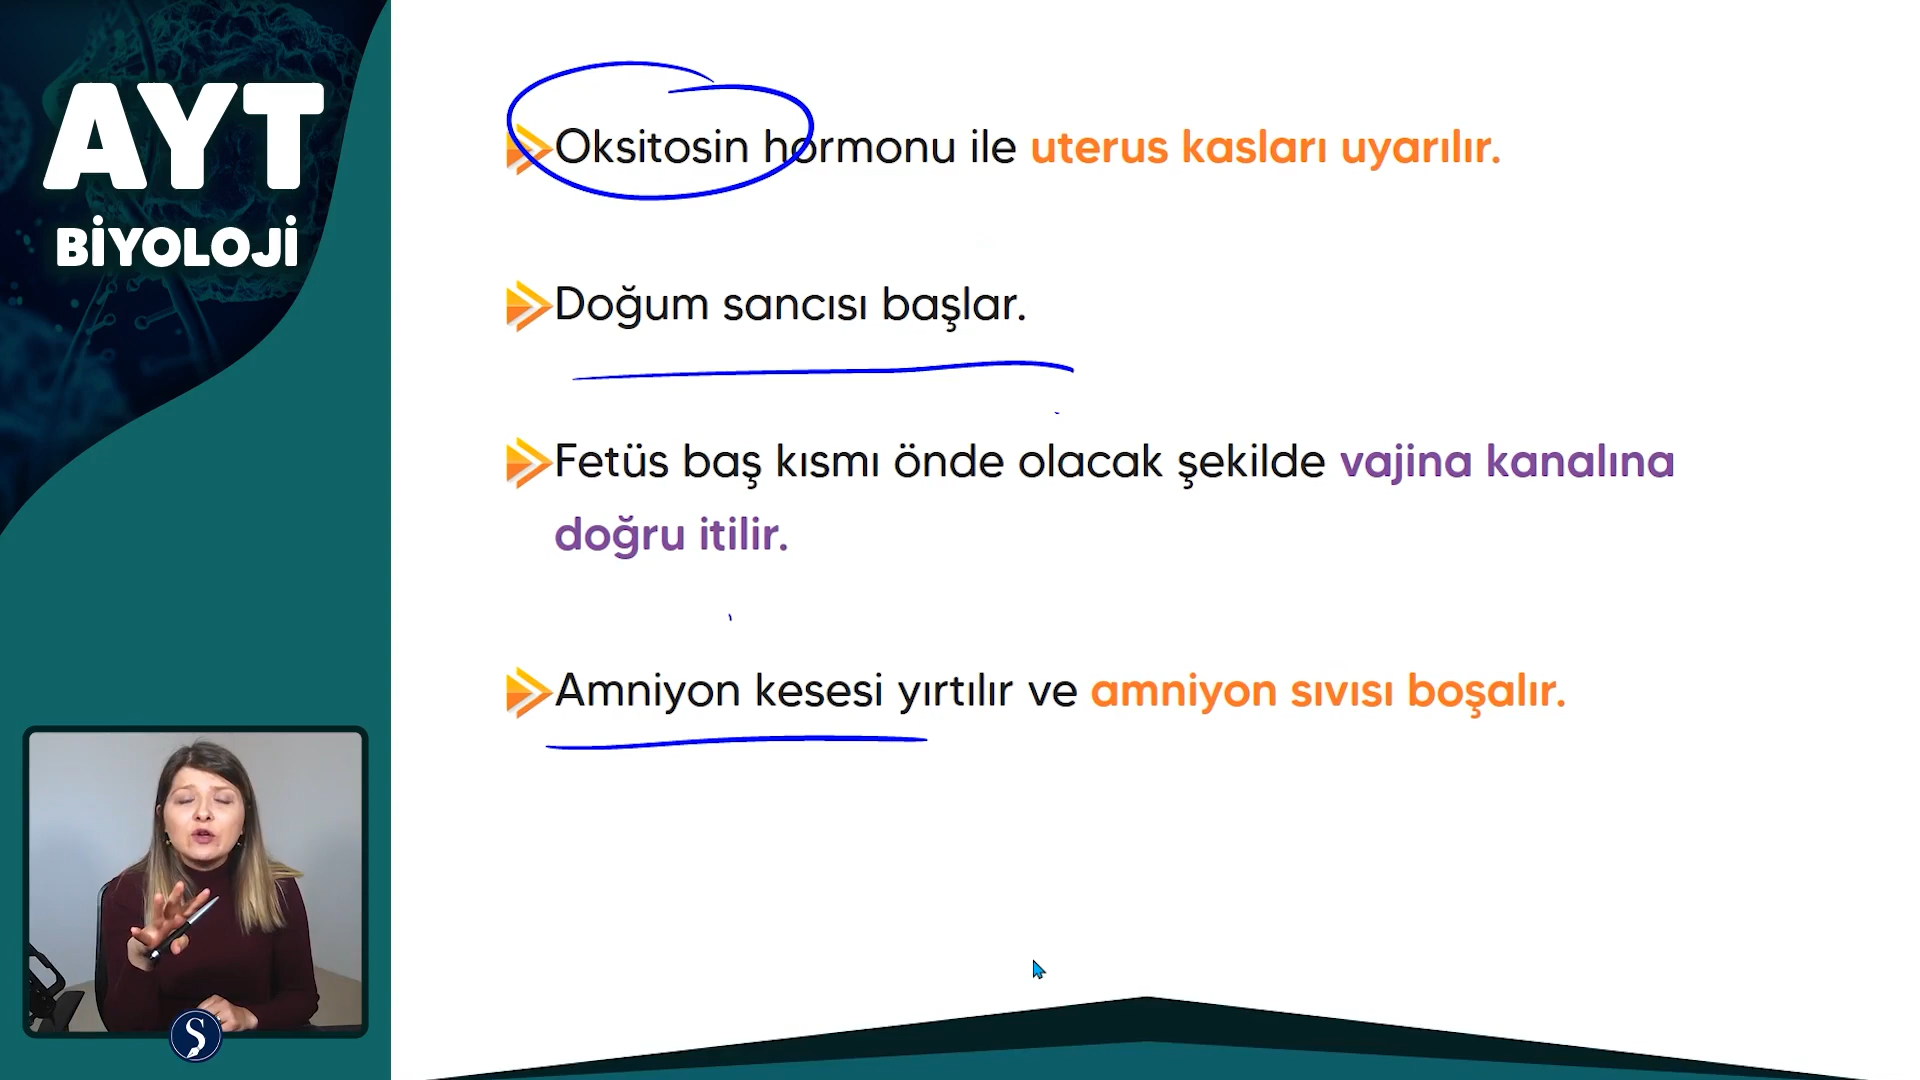 AYT
BİYOLOJİ
Oksitosin hormonu ile uterus kasları uyarılır.
Doğum sancısı başlar.
Fetüs baş kısmı önde olacak şekilde vajina kanalına
doğru itilir.
Amniyon kesesi yırtılır ve amniyon sıvısı boşalır.
Ş